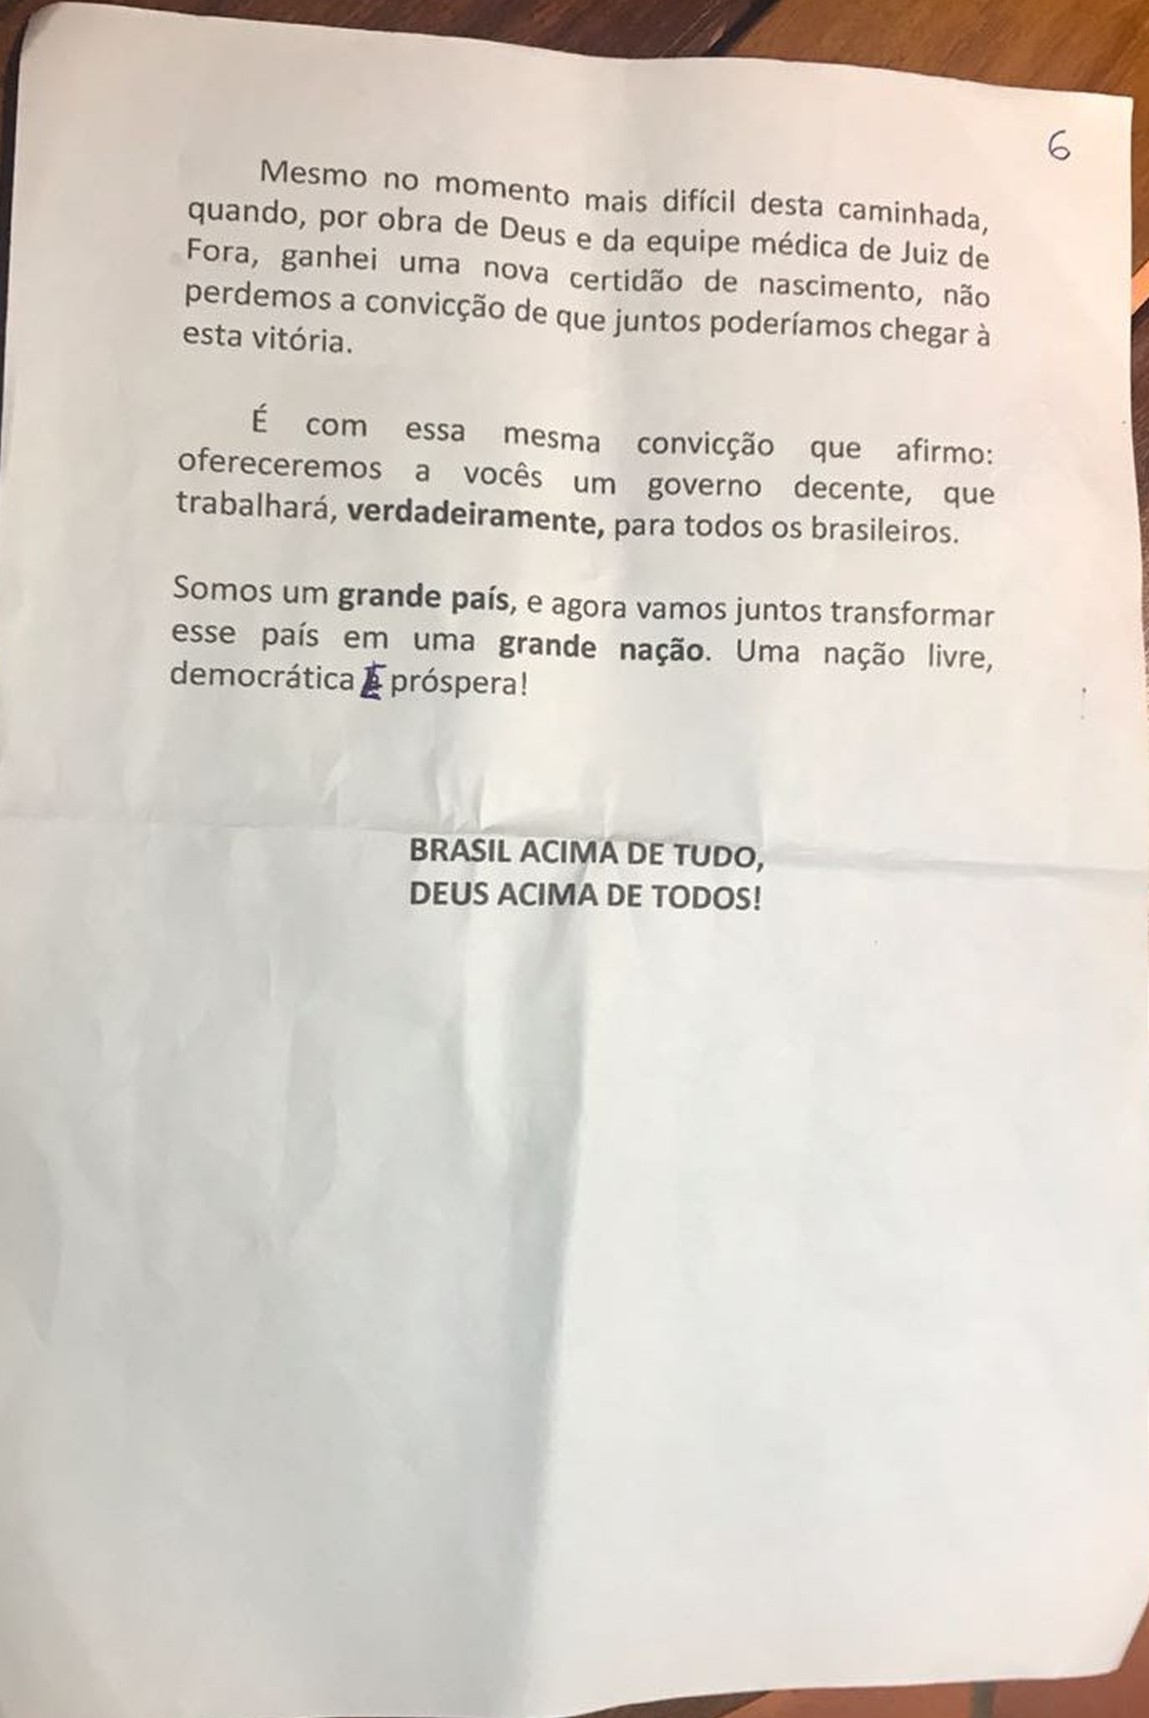 6
Mesmo no momento mais difícil desta caminhada,
quando, por obra de Deus e da equipe médica de Juiz de
Fora, ganhei uma nova certidão de nascimento, não
perdemos a convicção de que juntos poderíamos chegar à
esta vitória.
É com essa mesma convicção que afirmo:
ofereceremos a vocês um governo decente, que
trabalhará, verdadeiramente, para todos os brasileiros.
Somos um grande país, e agora vamos juntos transformar
esse país em uma grande nação. Uma nação livre,
democrática E próspera!
BRASIL ACIMA DE TUDO,
DEUS ACIMA DE TODOS!